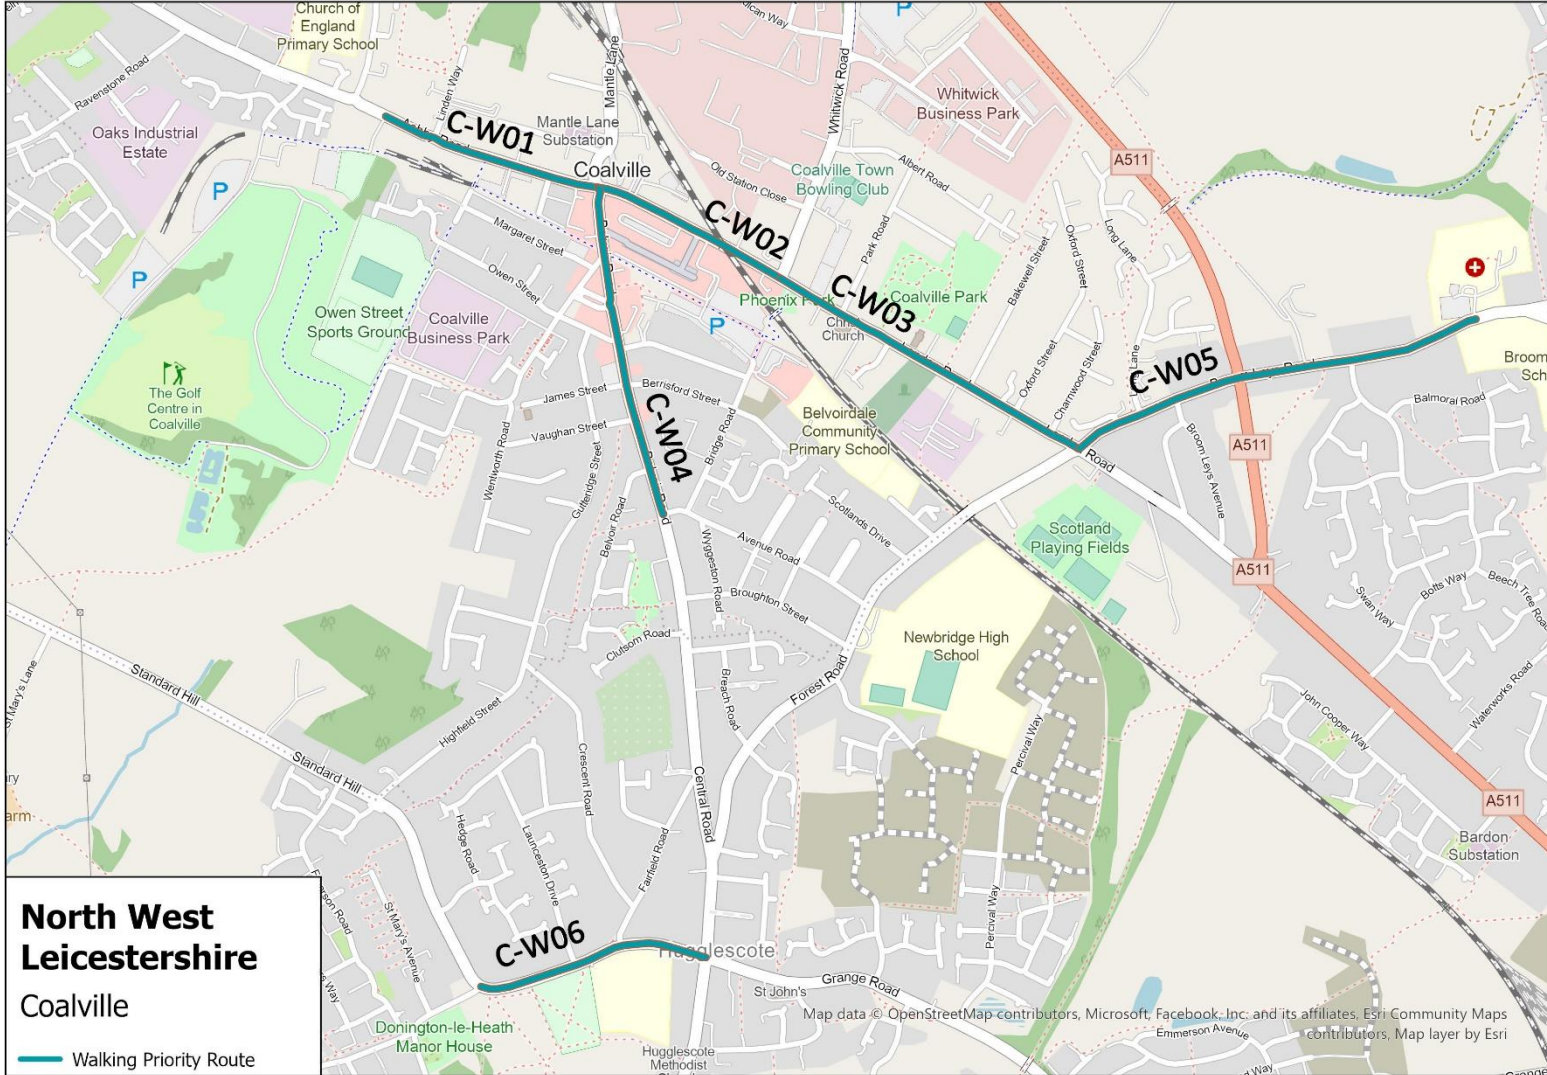 Church of
England
Primary School
Ravenstone Road
Oaks Industrial
Estate
Linden Way
Mantle Lane
Mantle Lane
Substation
Coalville
C-W01
P
P
P
P
Whitwick Road
Whitwick
Business Park
Old Station Close
Coalville Town
Bowling Club
Albert Road
Park Road
A511
C-W02
C-W03
Margaret Street
Owen Street
Owen Street
Sports Ground
Coalville
Business Park
Coalville Park
Church
Bakewell Street
Oxford Street
Long Lane
Oxford Street
Charnwood Street
C-W05
The Golf
Centre in
Coalville
James Street
Vaughan Street
Berrisford Street
C-W04
Bridge Road
Belvoirdale
Community
Primary School
Road
Balmoral Road
Broom Leys Avenue
A511
Wentworth Road
Gutteridge Street
Belvoir Road
Scotlands Drive
Avenue Road
Wyggeston Road
Broughton Street
Scotland
Playing Fields
A511
Botts Way
Swan Way
Clutsom Road
Newbridge High
School
St Mary's Lane
Standard Hill
Highfield Street
Breach Road
Forest Road
Percival Way
John Cooper Way
Waterworks Road
Standard Hill
Crescent Road
Central Road
Hedge Road
Launceston Drive
Fairfield Road
A511
Bardon
Substation
St Mary's Avenue
Percival Way
C-W06
Hugglescote
Grange Road
St John's
Donington-le-Heath
Manor House
Hugglescote
Methodist
Emmerson Avenue
Map data © OpenStreetMap contributors, Microsoft, Facebook, Inc. and its affiliates, Esri Community Maps
contributors, Map layer by Esri
North West
Leicestershire
Coalville
Walking Priority Route